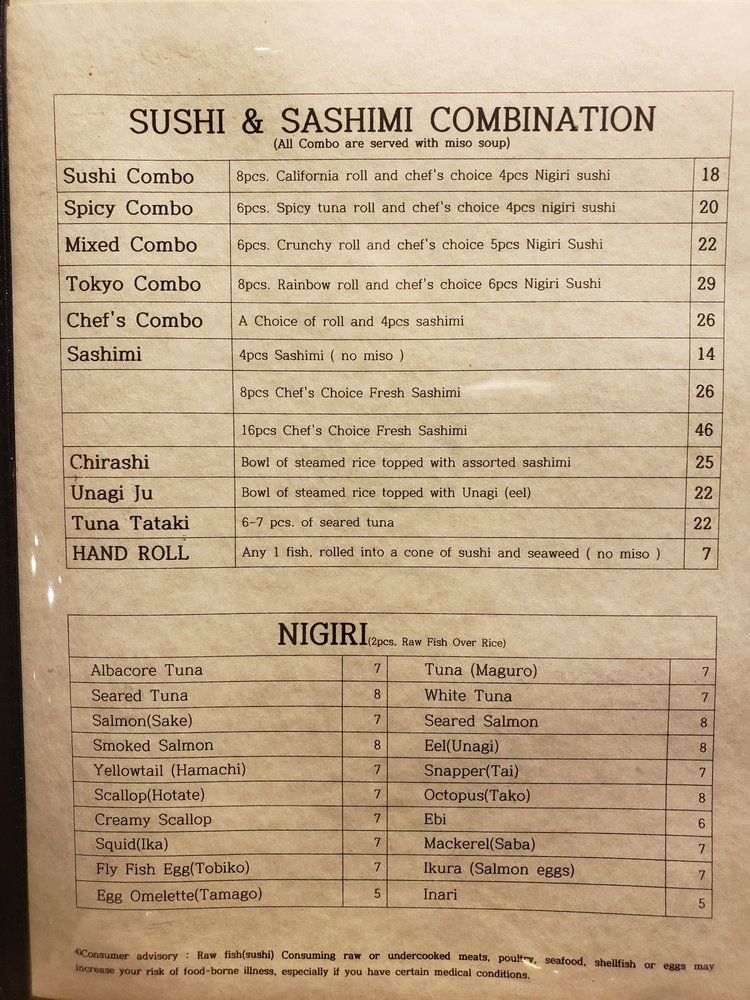 SUSHI & SASHIMI COMBINATION
(All Combo are served with miso soup)
Sushi Combo 8pcs. California roll and chef's choice 4pcs Nigiri sushi 18
Spicy Combo 6pcs. Spicy tuna roll and chef's choice 4pcs nigiri sushi 20
Mixed Combo 6pcs. Crunchy roll and chef's choice 5pcs Nigiri Sushi 22
Tokyo Combo 8pcs. Rainbow roll and chef's choice 6pcs Nigiri Sushi 29
Chef's Combo A Choice of roll and 4pcs sashimi 26
Sashimi 4pcs Sashimi ( no miso ) 14
8pcs Chef's Choice Fresh Sashimi 26
16pcs Chef's Choice Fresh Sashimi 46
Chirashi Bowl of steamed rice topped with assorted sashimi 25
Unagi Ju Bowl of steamed rice topped with Unagi (eel) 22
Tuna Tataki 6-7 pcs. of seared tuna 22
HAND ROLL Any 1 fish, rolled into a cone of sushi and seaweed ( no miso ) 7
NIGIRI(2pcs. Raw Fish Over Rice)
Albacore Tuna 7 Tuna (Maguro) 7
Seared Tuna 8 White Tuna 7
Salmon(Sake) 7 Seared Salmon 8
Smoked Salmon 8 Eel(Unagi) 8
Yellowtail (Hamachi) 7 Snapper(Tai) 7
Scallop(Hotate) 7 Octopus(Tako) 8
Creamy Scallop 7 Ebi 6
Squid(Ika) 7 Mackerel(Saba) 7
Fly Fish Egg(Tobiko) 7 Ikura (Salmon eggs) 7
Egg Omelette(Tamago) 5 Inari 5
4)Consumer advisory : Raw fish(sushi) Consuming raw or undercooked meats, poultry, seafood, shellfish or eggs may
increase your risk of food-borne illness, especially if you have certain medical conditions.